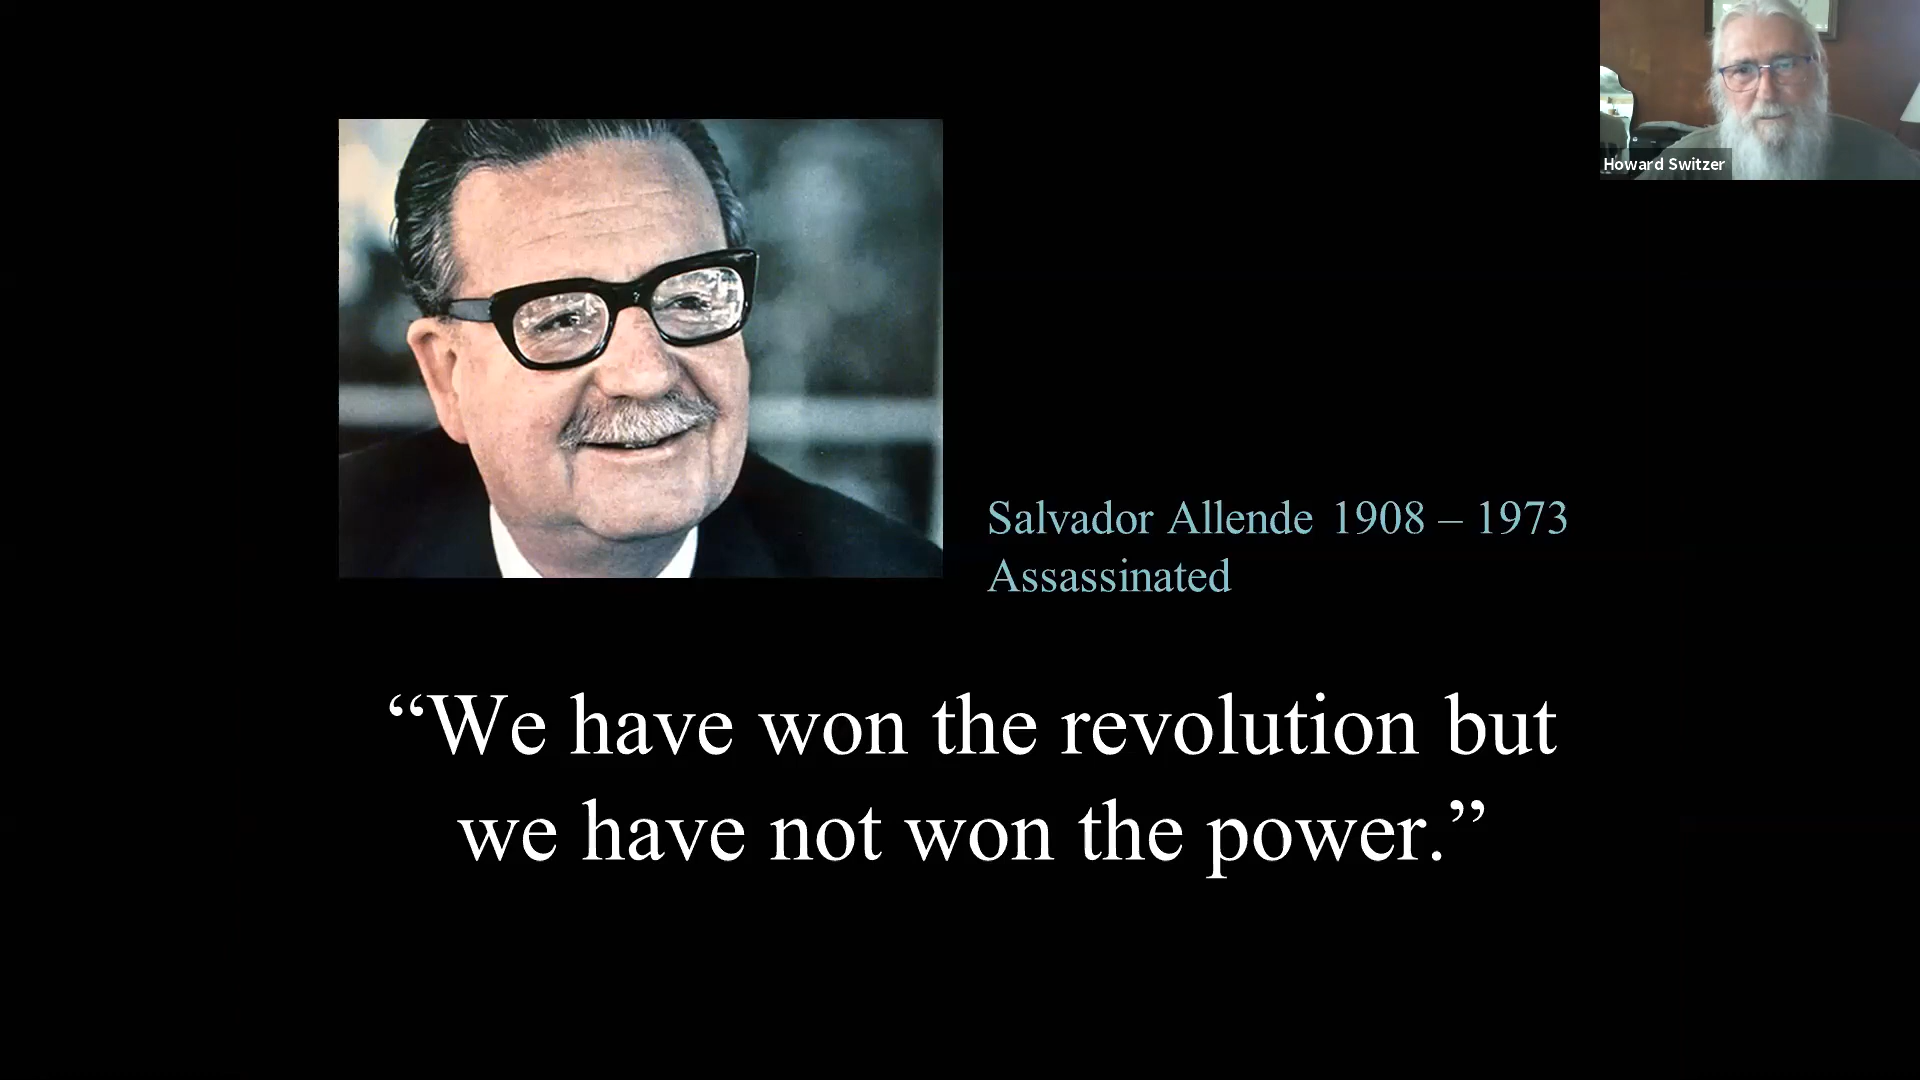 Howard Switzer
Salvador Allende 1908 – 1973
Assassinated
“We have won the revolution but
we have not won the power.”